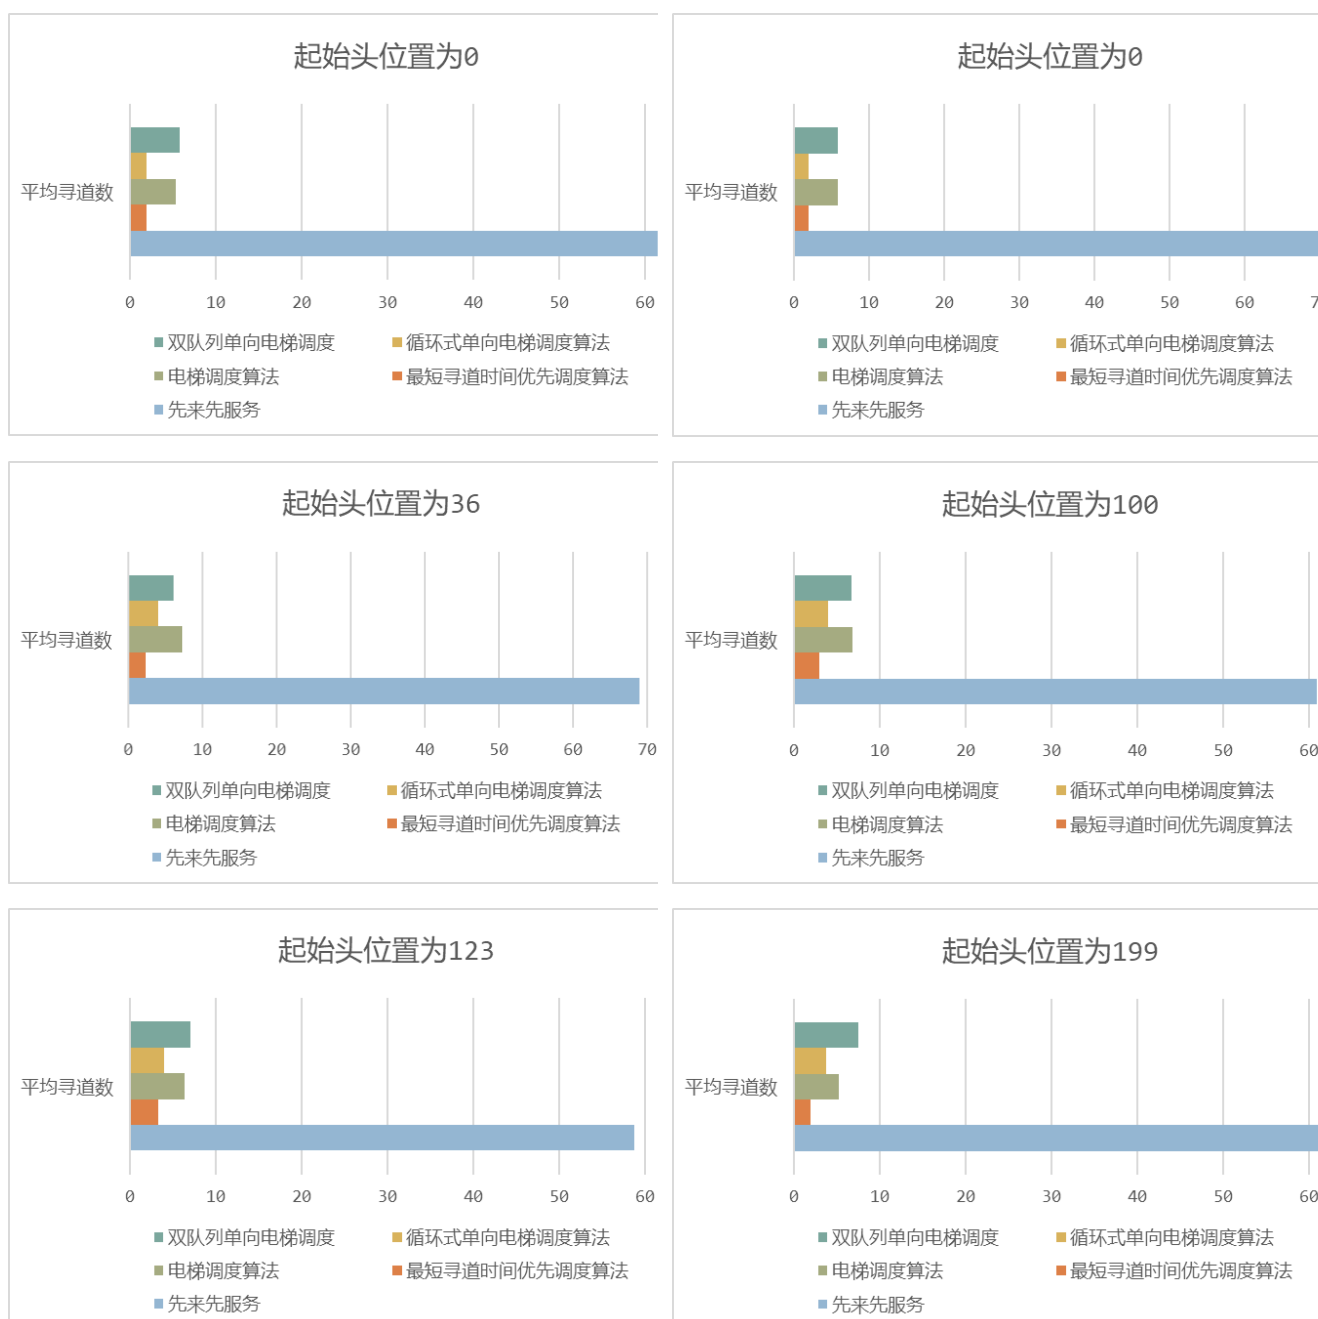 起始头位置为0
平均寻道数
0 10 20 30 40 50 60
双队列单向电梯调度 循环式单向电梯调度算法
电梯调度算法 最短寻道时间优先调度算法
先来先服务
起始头位置为0
平均寻道数
0 10 20 30 40 50 60 7
双队列单向电梯调度 循环式单向电梯调度算法
电梯调度算法 最短寻道时间优先调度算法
先来先服务
起始头位置为36
平均寻道数
0 10 20 30 40 50 60 70
双队列单向电梯调度 循环式单向电梯调度算法
电梯调度算法 最短寻道时间优先调度算法
先来先服务
起始头位置为100
平均寻道数
0 10 20 30 40 50 60
双队列单向电梯调度 循环式单向电梯调度算法
电梯调度算法 最短寻道时间优先调度算法
先来先服务
起始头位置为123
平均寻道数
0 10 20 30 40 50 60
双队列单向电梯调度 循环式单向电梯调度算法
电梯调度算法 最短寻道时间优先调度算法
先来先服务
起始头位置为199
平均寻道数
0 10 20 30 40 50 60
双队列单向电梯调度 循环式单向电梯调度算法
电梯调度算法 最短寻道时间优先调度算法
先来先服务